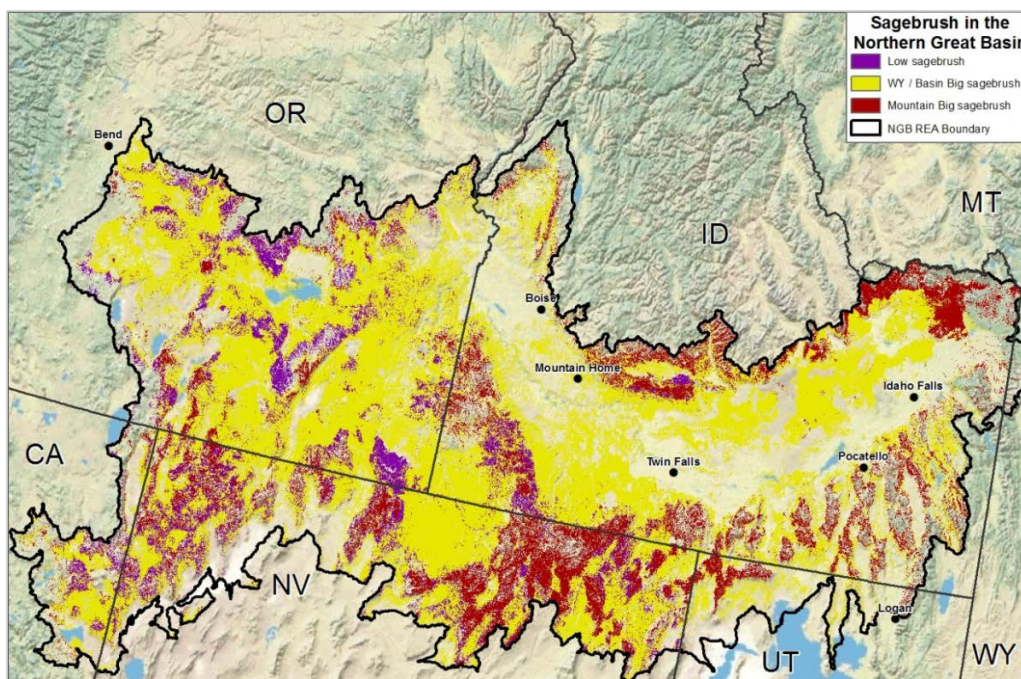 Sagebrush in the
Northern Great Basin
Low sagebrush
WY / Basin Big sagebrush
Mountain Big sagebrush
NGB REA Boundary
OR
Bend
MT
ID
Boise
Mountain Home
Idaho Falls
CA
Twin Falls
Pocatello
NV
Logan
UT
WY